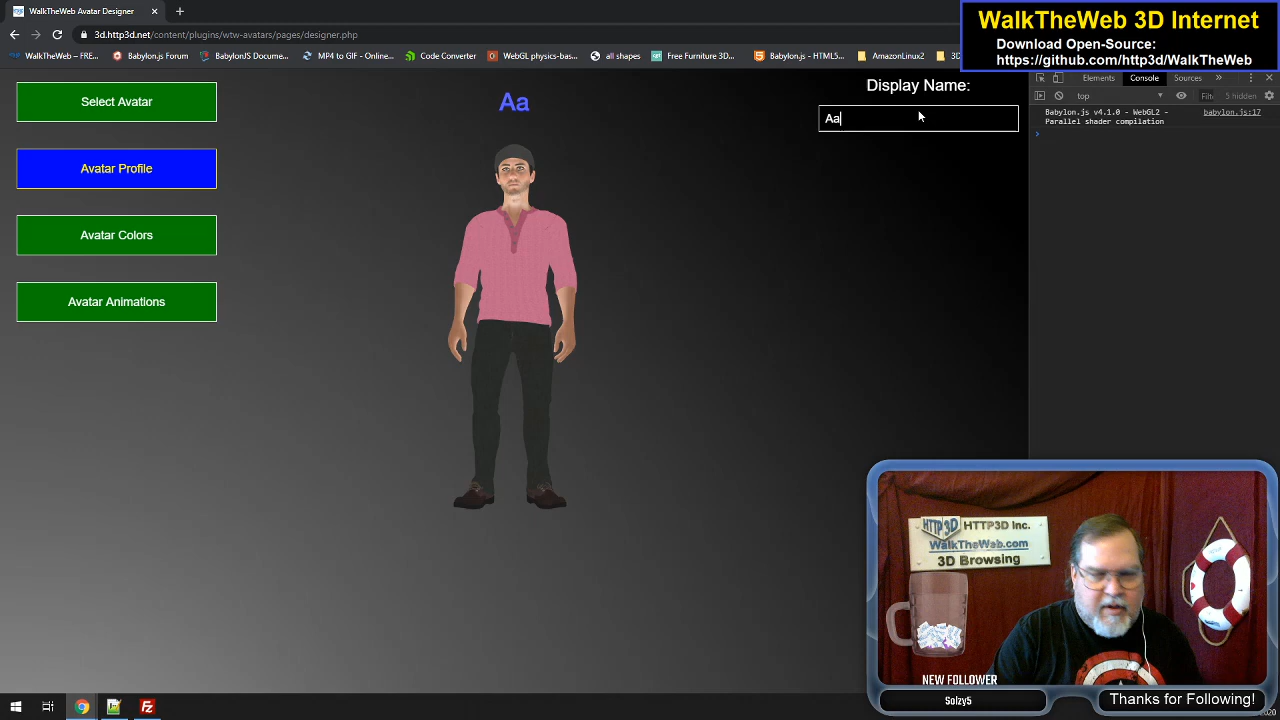 WalkTheWeb Avatar Designer
3d.http3d.net/content/plugins/wtw-avatars/pages/designer.php
WalkTheWeb - FRE...
Babylon.js Forum
BabylonJS Document...
MP4 to GIF - Online...
Code Converter
WebGL physics-bas...
all shapes
Free Furniture 3D...
Babylon.js - HTML5...
AmazonLinux2
WalkTheWeb 3D Internet
Download Open-Source:
https://github.com/http3d/WalkTheWeb
Select Avatar
Avatar Profile
Avatar Colors
Avatar Animations
Aa
Display Name:
Aa
Elements
Console
Sources
»
top
Filt
5 hidden
Babylon.js v4.1.0 - WebGL2 -
Parallel shader compilation
babylon.js:17
HTTP3D
HTTP3D Inc.
WalkTheWeb.com
3D Browsing
NEW FOLLOWER
Solzy5
Thanks for Following!